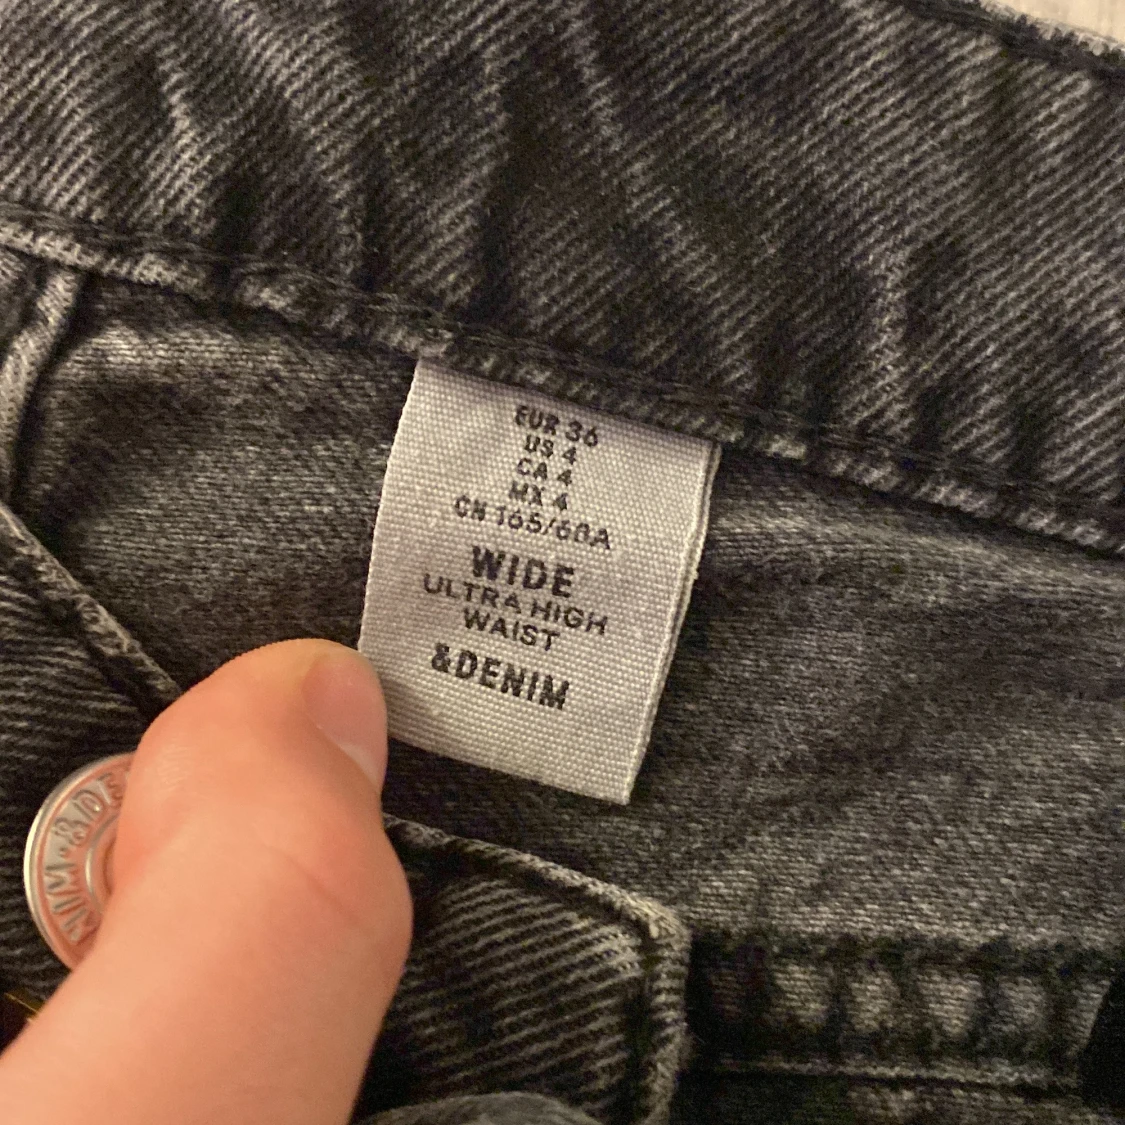 EUR 36
US 4
CA 4
MX 4
CN 165/68A
WIDE
ULTRA HIGH
WAIST
&DENIM